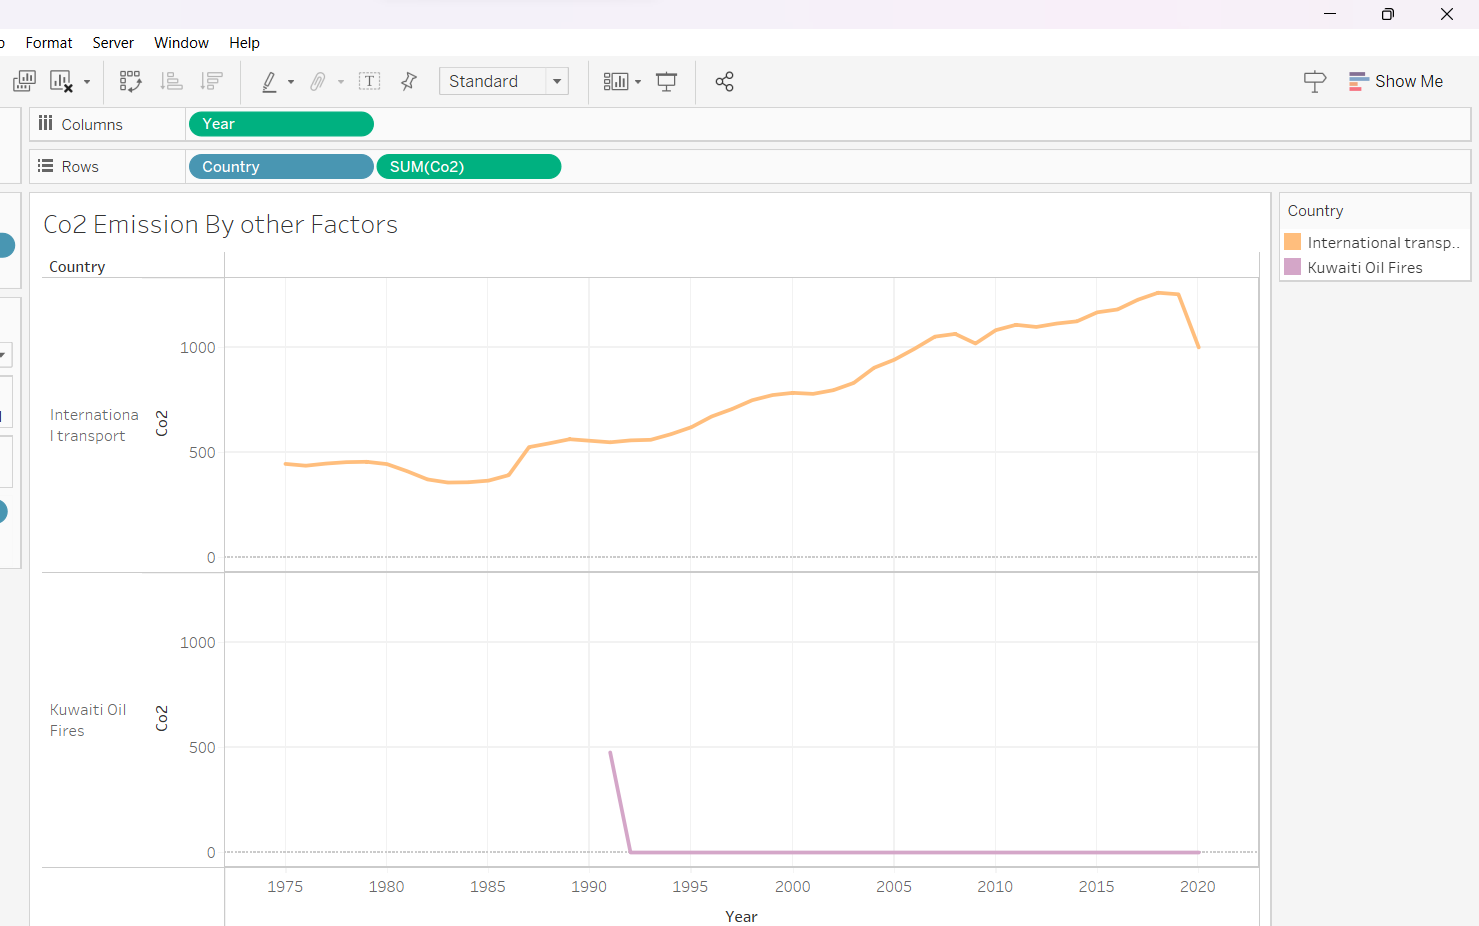 Format Server Window Help
Standard
Show Me
Columns
Year
Rows
Country
SUM(Co2)
Co2 Emission By other Factors
Country
Country
International transp..
Kuwaiti Oil Fires
Internationa
l transport
Co2
1000
500
0
Kuwaiti Oil
Fires
Co2
1000
500
0
1975 1980 1985 1990 1995 2000 2005 2010 2015 2020
Year